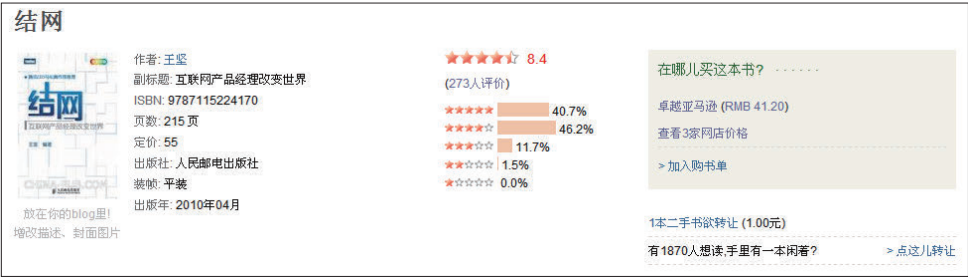 结网
作者: 王坚
副标题: 互联网产品经理改变世界
ISBN: 9787115224170
页数: 215 页
定价: 55
出版社: 人民邮电出版社
装帧: 平装
出版年: 2010年04月
结网
互联网产品经理改变世界
王坚 编著
CHINA-PUB.COM
放在你的blog里!
增改描述、封面图片
8.4
(273人评价)
40.7%
46.2%
11.7%
1.5%
0.0%
在哪儿买这本书? · · · · · ·
卓越亚马逊 (RMB 41.20)
查看3家网店价格
> 加入购书单
1本二手书欲转让 (1.00元)
有1870人想读,手里有一本闲着?
> 点这儿转让